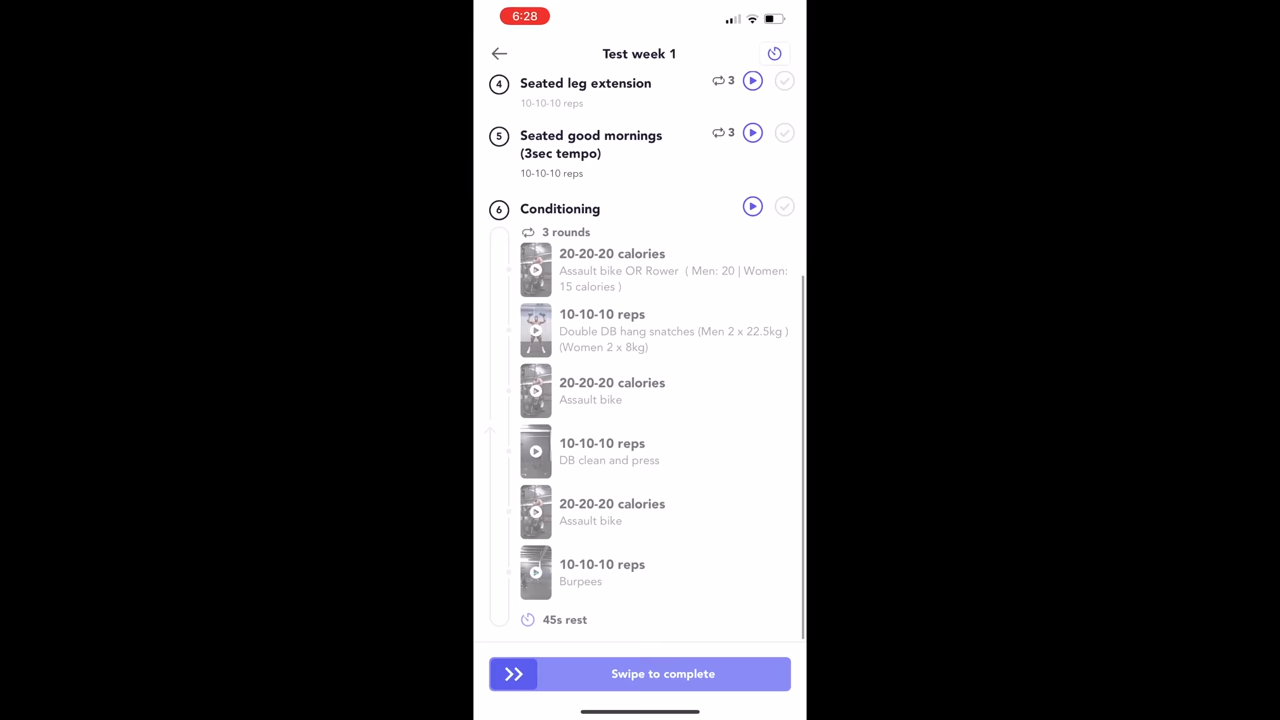 6:28
Test week 1
4 Seated leg extension 3
10-10-10 reps
5 Seated good mornings 3
(3sec tempo)
10-10-10 reps
6 Conditioning
3 rounds
20-20-20 calories
Assault bike OR Rower ( Men: 20 | Women:
15 calories )
10-10-10 reps
Double DB hang snatches (Men 2 x 22.5kg )
(Women 2 x 8kg)
20-20-20 calories
Assault bike
10-10-10 reps
DB clean and press
20-20-20 calories
Assault bike
10-10-10 reps
Burpees
45s rest
Swipe to complete